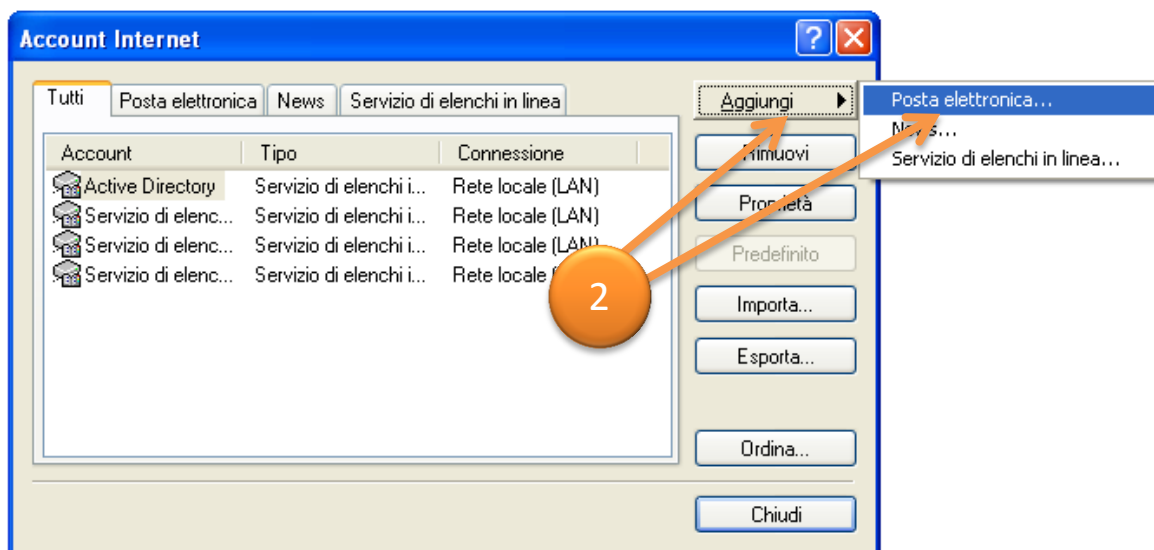 Account Internet
Tutti Posta elettronica News Servizio di elenchi in linea
Aggiungi
Posta elettronica...
News...
Servizio di elenchi in linea...
Account Tipo Connessione
Active Directory Servizio di elenchi i... Rete locale (LAN)
Servizio di elenc... Servizio di elenchi i... Rete locale (LAN)
Servizio di elenc... Servizio di elenchi i... Rete locale (LAN)
Servizio di elenc... Servizio di elenchi i... Rete locale
Rimuovi
Proprietà
Predefinito
2
Importa...
Esporta...
Ordina...
Chiudi